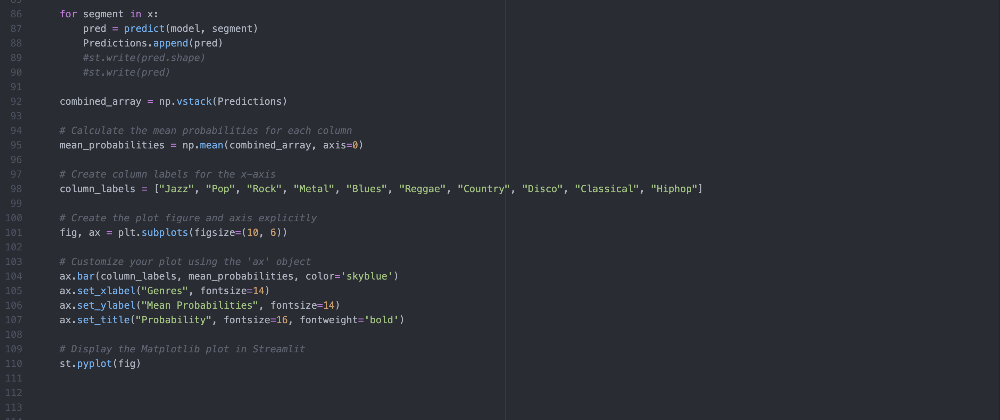 86 for segment in x:
87 pred = predict(model, segment)
88 Predictions.append(pred)
89 #st.write(pred.shape)
90 #st.write(pred)
91
92 combined_array = np.vstack(Predictions)
93
94 # Calculate the mean probabilities for each column
95 mean_probabilities = np.mean(combined_array, axis=0)
96
97 # Create column labels for the x-axis
98 column_labels = ["Jazz", "Pop", "Rock", "Metal", "Blues", "Reggae", "Country", "Disco", "Classical", "Hiphop"]
99
100 # Create the plot figure and axis explicitly
101 fig, ax = plt.subplots(figsize=(10, 6))
102
103 # Customize your plot using the 'ax' object
104 ax.bar(column_labels, mean_probabilities, color='skyblue')
105 ax.set_xlabel("Genres", fontsize=14)
106 ax.set_ylabel("Mean Probabilities", fontsize=14)
107 ax.set_title("Probability", fontsize=16, fontweight='bold')
108
109 # Display the Matplotlib plot in Streamlit
110 st.pyplot(fig)
111
112
113